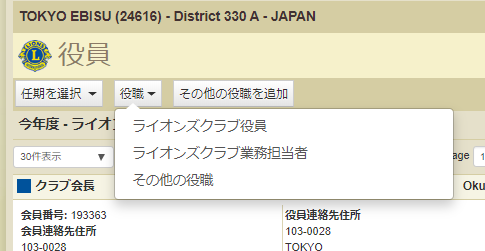 TOKYO EBISU (24616) - District 330 A - JAPAN
役員
任期を選択 役職 その他の役職を追加
ライオンズクラブ役員
ライオンズクラブ業務担当者
その他の役職
今年度 - ライオ
30件表示 age 1
クラブ会長 Oku
会員番号: 193363 役員連絡先住所
会員連絡先住所 103-0028
103-0028 TOKYO